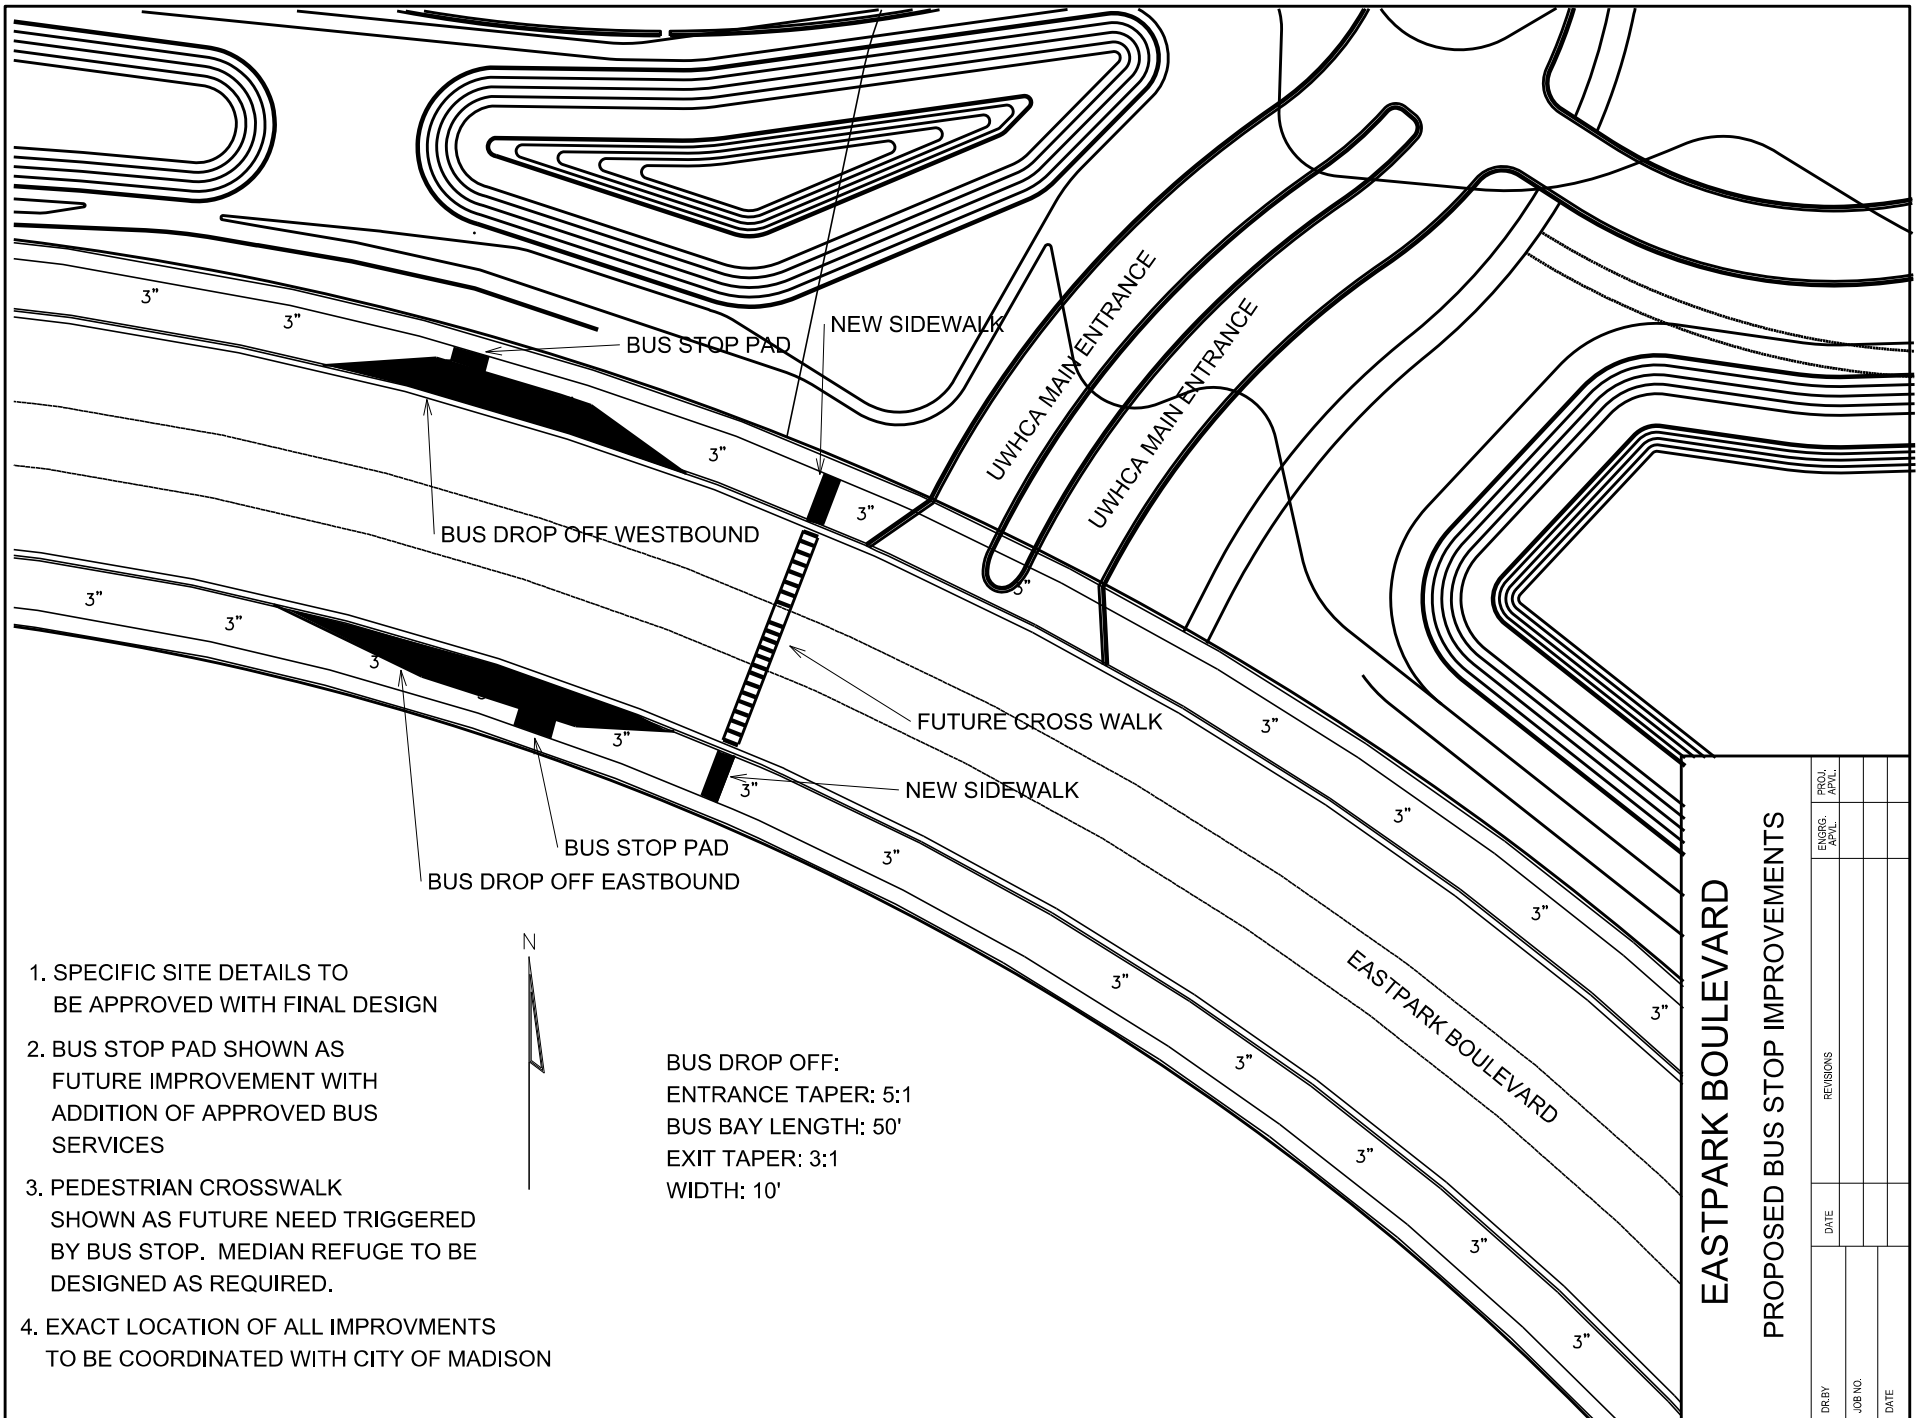 3"
3"
NEW SIDEWALK
BUS STOP PAD
UWHCA MAIN ENTRANCE
UWHCA MAIN ENTRANCE
3"
3"
BUS DROP OFF WESTBOUND
3"
3"
3"
3
3"
3"
3"
FUTURE CROSS WALK
NEW SIDEWALK
3"
3"
3"
BUS STOP PAD
BUS DROP OFF EASTBOUND
3"
3"
3"
3"
3"
3"
3"
3"
EASTPARK BOULEVARD
N
1. SPECIFIC SITE DETAILS TO
BE APPROVED WITH FINAL DESIGN
2. BUS STOP PAD SHOWN AS
FUTURE IMPROVEMENT WITH
ADDITION OF APPROVED BUS
SERVICES
3. PEDESTRIAN CROSSWALK
SHOWN AS FUTURE NEED TRIGGERED
BY BUS STOP. MEDIAN REFUGE TO BE
DESIGNED AS REQUIRED.
4. EXACT LOCATION OF ALL IMPROVMENTS
TO BE COORDINATED WITH CITY OF MADISON
BUS DROP OFF:
ENTRANCE TAPER: 5:1
BUS BAY LENGTH: 50'
EXIT TAPER: 3:1
WIDTH: 10'
EASTPARK BOULEVARD
PROPOSED BUS STOP IMPROVEMENTS
DR.BY
JOB NO.
DATE
DATE
REVISIONS
ENGRG.
APVL.
PROJ.
APVL.